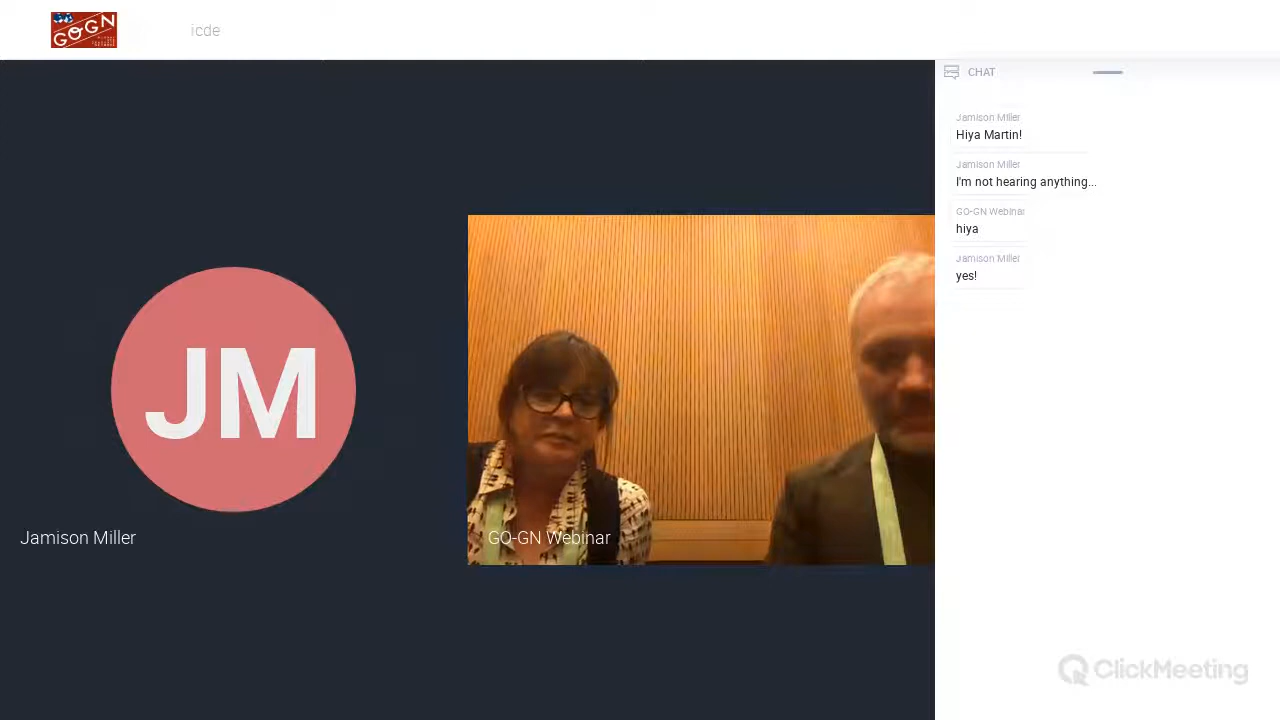 GO-GN
icde
CHAT
Jamison Miller
Hiya Martin!
Jamison Miller
I'm not hearing anything...
GO-GN Webinar
hiya
Jamison Miller
yes!
JM
Jamison Miller
GO-GN Webinar
ClickMeeting